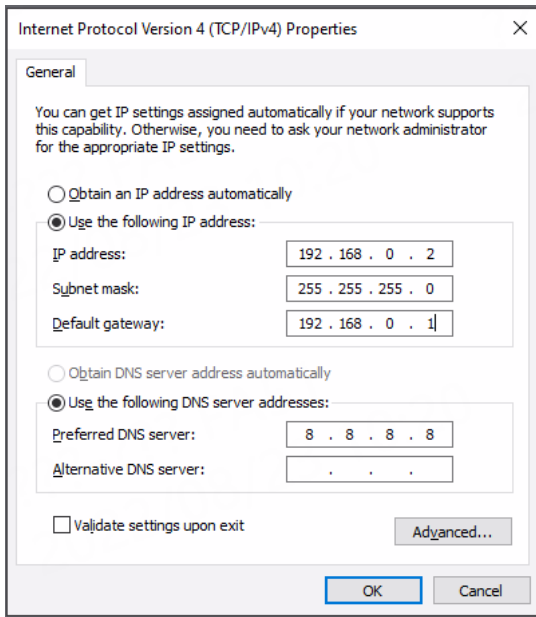 Internet Protocol Version 4 (TCP/IPv4) Properties
General
You can get IP settings assigned automatically if your network supports
this capability. Otherwise, you need to ask your network administrator
for the appropriate IP settings.
Obtain an IP address automatically
Use the following IP address:
IP address: 192 . 168 . 0 . 2
Subnet mask: 255 . 255 . 255 . 0
Default gateway: 192 . 168 . 0 . 1
Obtain DNS server address automatically
Use the following DNS server addresses:
Preferred DNS server: 8 . 8 . 8 . 8
Alternative DNS server: . . .
Validate settings upon exit
Advanced...
OK Cancel